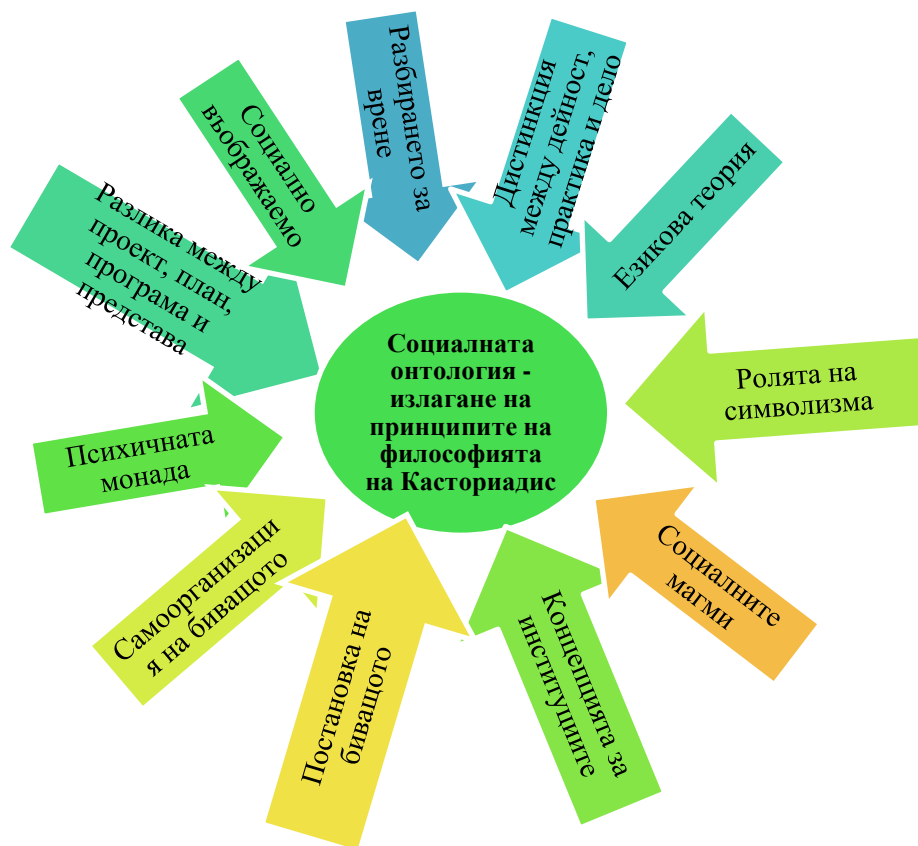 Разбирането за
врене
Дистинкция
между дейност,
практика и дело
Езикова теория
Ролята на
символизма
Социалните
магми
Концепцията за
институциите
Постановка на
биващото
Самоорганизаци
я на биващото
Психичната
монада
Разлика между
проект, план,
програма и
представа
Социално
въображаемо
Социалната
онтология -
излагане на
принципите на
философията
на Касториадис